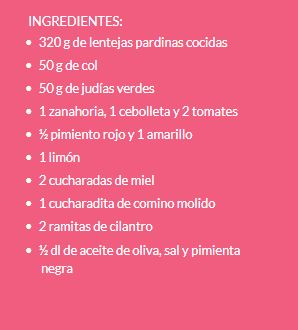 INGREDIENTES:
• 320 g de lentejas pardinas cocidas
• 50 g de col
• 50 g de judías verdes
• 1 zanahoria, 1 cebolleta y 2 tomates
• ½ pimiento rojo y 1 amarillo
• 1 limón
• 2 cucharadas de miel
• 1 cucharadita de comino molido
• 2 ramitas de cilantro
• ½ dl de aceite de oliva, sal y pimienta
negra